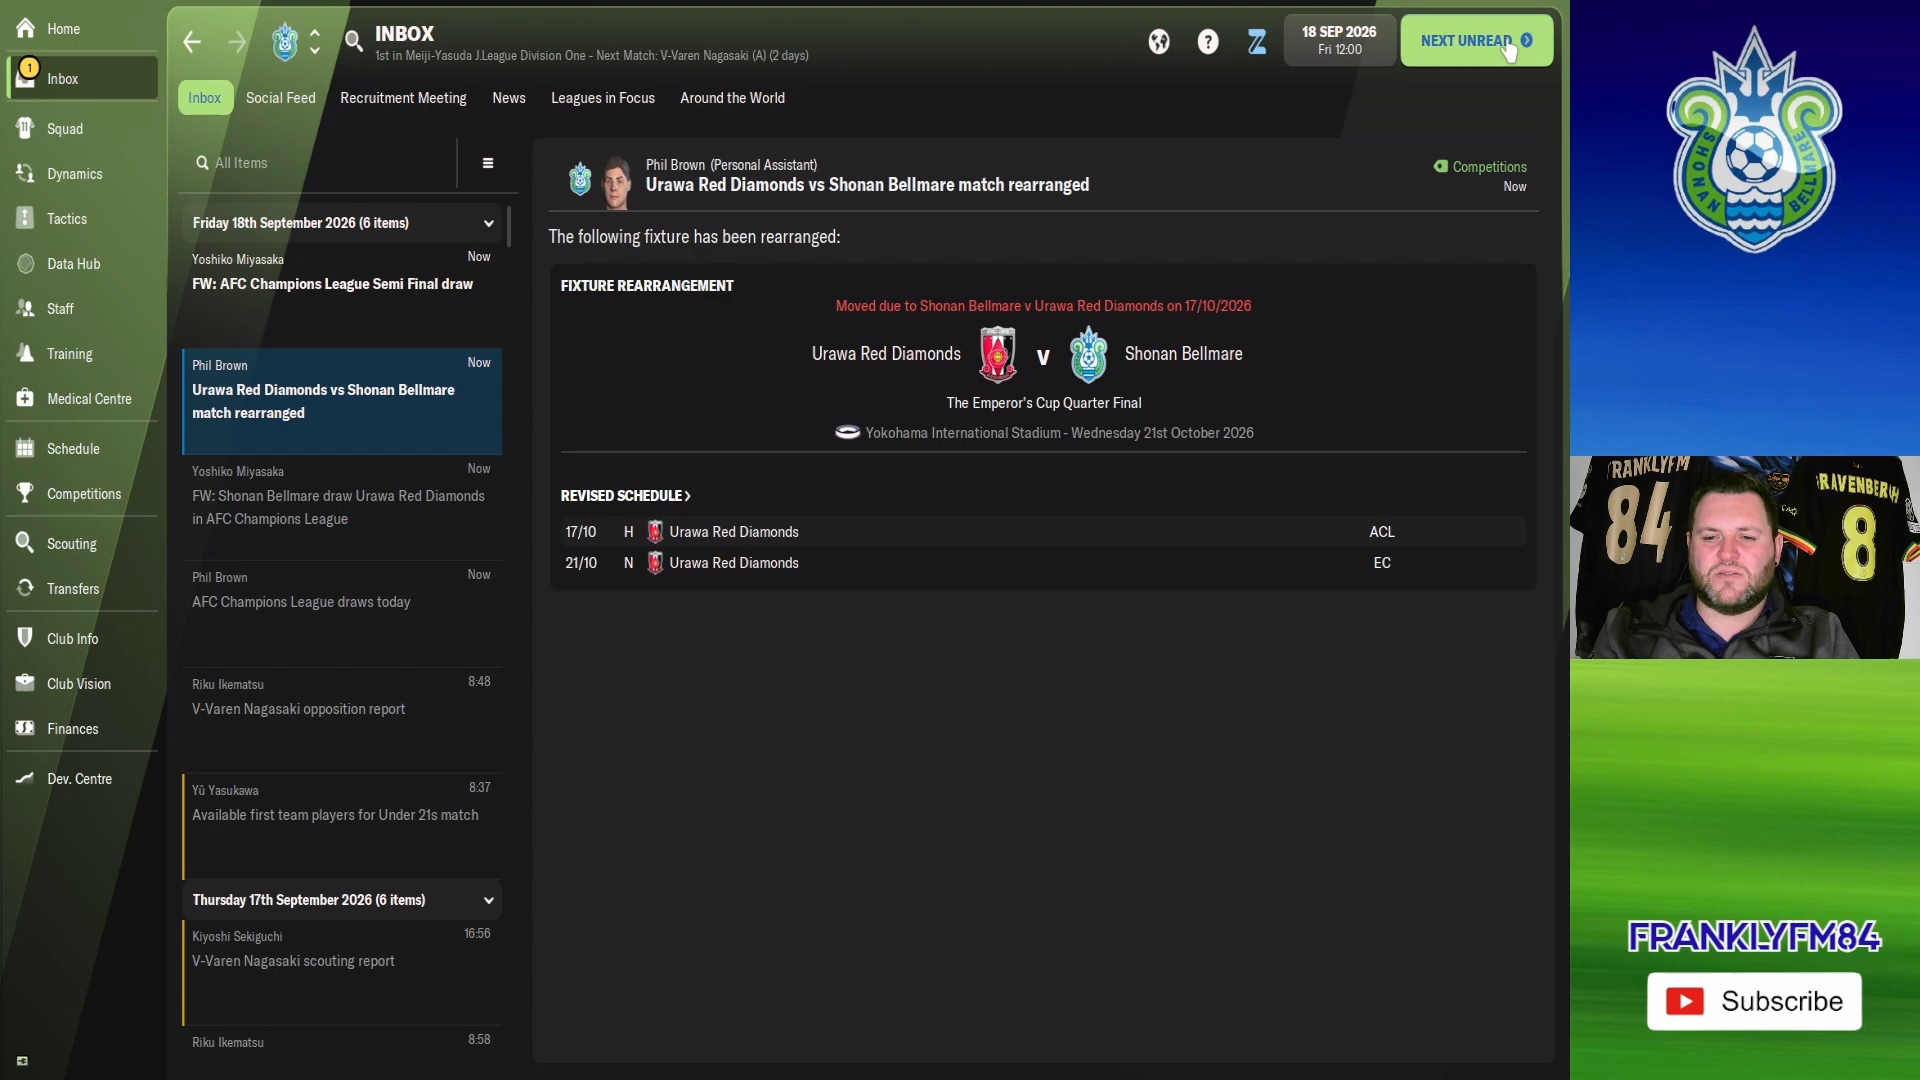 Home
1
Inbox
Squad
Dynamics
Tactics
Data Hub
Staff
Training
Medical Centre
Schedule
Competitions
Scouting
Transfers
Club Info
Club Vision
Finances
Dev. Centre
INBOX
1st in Meiji-Yasuda J.League Division One - Next Match: V-Varen Nagasaki (A) (2 days)
18 SEP 2026
Fri 12:00
NEXT UNREAD
Inbox
Social Feed
Recruitment Meeting
News
Leagues in Focus
Around the World
All Items
Friday 18th September 2026 (6 items)
Yoshiko Miyasaka
Now
FW: AFC Champions League Semi Final draw
Phil Brown
Now
Urawa Red Diamonds vs Shonan Bellmare
match rearranged
Yoshiko Miyasaka
Now
FW: Shonan Bellmare draw Urawa Red Diamonds
in AFC Champions League
Phil Brown
Now
AFC Champions League draws today
Riku Ikematsu
8:48
V-Varen Nagasaki opposition report
Yû Yasukawa
8:37
Available first team players for Under 21s match
Thursday 17th September 2026 (6 items)
Kiyoshi Sekiguchi
16:56
V-Varen Nagasaki scouting report
Riku Ikematsu
8:58
Phil Brown (Personal Assistant)
Urawa Red Diamonds vs Shonan Bellmare match rearranged
Competitions
Now
The following fixture has been rearranged:
FIXTURE REARRANGEMENT
Moved due to Shonan Bellmare v Urawa Red Diamonds on 17/10/2026
Urawa Red Diamonds v Shonan Bellmare
The Emperor's Cup Quarter Final
Yokohama International Stadium - Wednesday 21st October 2026
REVISED SCHEDULE
17/10 H Urawa Red Diamonds ACL
21/10 N Urawa Red Diamonds EC
SHONAN BELLMARE
FRANKLYFM
84
RAVENBERCH
8
FRANKLYFM84
Subscribe